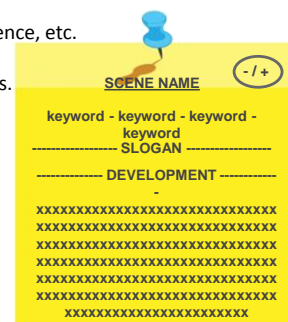 ence, etc.
s.
SCENE NAME
- / +
keyword - keyword - keyword -
keyword
------------------ SLOGAN ------------------
-------------- DEVELOPMENT ------------
-
xxxxxxxxxxxxxxxxxxxxxxxxxxxxxx
xxxxxxxxxxxxxxxxxxxxxxxxxxxxxx
xxxxxxxxxxxxxxxxxxxxxxxxxxxxxx
xxxxxxxxxxxxxxxxxxxxxxxxxxxxxx
xxxxxxxxxxxxxxxxxxxxxxxxxxxxxx
xxxxxxxxxxxxxxxxxxxxxxxxxxxxxx
xxxxxxxxxxxxxxxxxxxxxxx